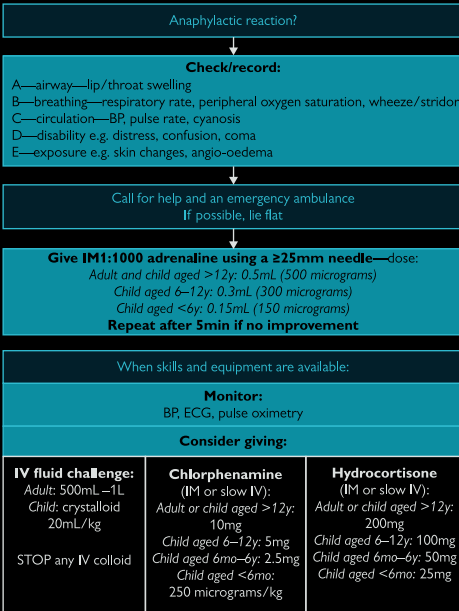 Anaphylactic reaction?
Check/record:
A—airway—lip/throat swelling
B—breathing—respiratory rate, peripheral oxygen saturation, wheeze/stridor
C—circulation—BP, pulse rate, cyanosis
D—disability e.g. distress, confusion, coma
E—exposure e.g. skin changes, angio-oedema
Call for help and an emergency ambulance
If possible, lie flat
Give IM1:1000 adrenaline using a ≥25mm needle—dose:
Adult and child aged >12y: 0.5mL (500 micrograms)
Child aged 6–12y: 0.3mL (300 micrograms)
Child aged <6y: 0.15mL (150 micrograms)
Repeat after 5min if no improvement
When skills and equipment are available:
Monitor:
BP, ECG, pulse oximetry
Consider giving:
IV fluid challenge:
Adult: 500mL–1L
Child: crystalloid
20mL/kg
STOP any IV colloid
Chlorphenamine
(IM or slow IV):
Adult or child aged >12y:
10mg
Child aged 6–12y: 5mg
Child aged 6mo–6y: 2.5mg
Child aged <6mo:
250 micrograms/kg
Hydrocortisone
(IM or slow IV):
Adult or child aged >12y:
200mg
Child aged 6–12y: 100mg
Child aged 6mo–6y: 50mg
Child aged <6mo: 25mg